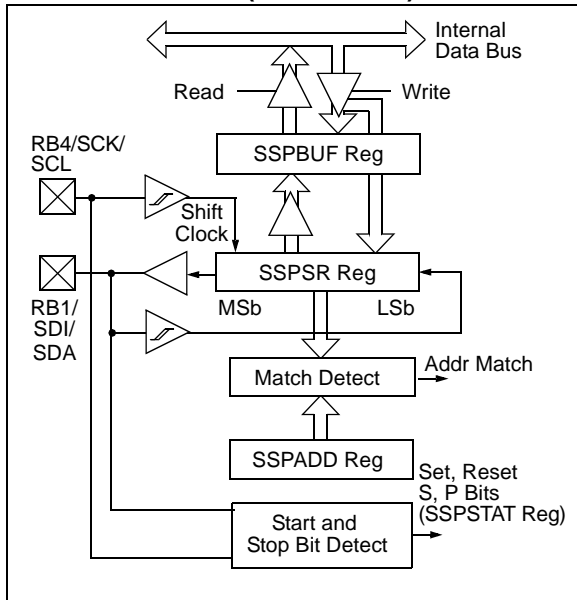 Internal
Data Bus
Read
Write
RB4/SCK/
SCL
SSPBUF Reg
Shift
Clock
SSPSR Reg
MSb
LSb
RB1/
SDI/
SDA
Match Detect
Addr Match
SSPADD Reg
Set, Reset
S, P Bits
(SSPSTAT Reg)
Start and
Stop Bit Detect